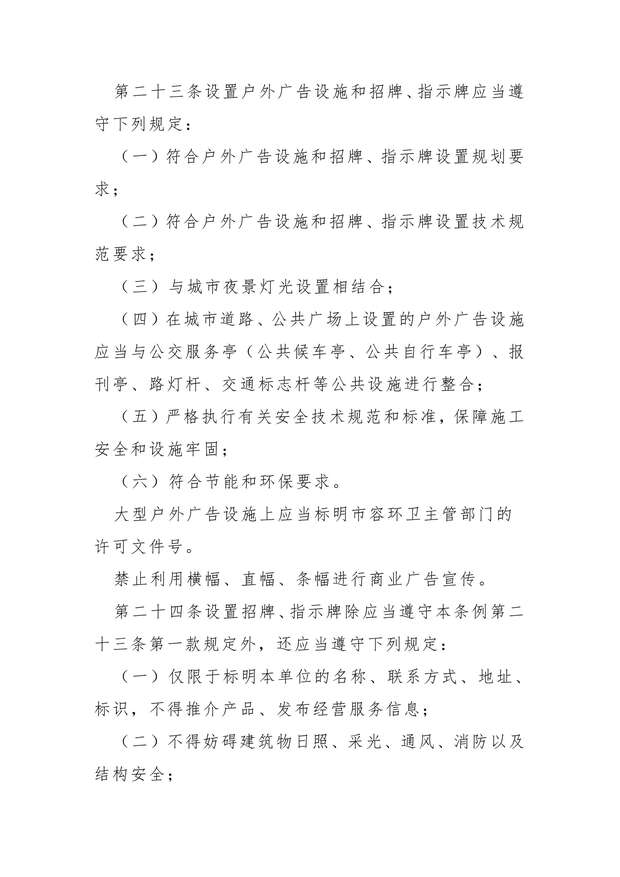 第二十三条设置户外广告设施和招牌、指示牌应当遵
守下列规定：
（一）符合户外广告设施和招牌、指示牌设置规划要
求；
（二）符合户外广告设施和招牌、指示牌设置技术规
范要求；
（三）与城市夜景灯光设置相结合；
（四）在城市道路、公共广场上设置的户外广告设施
应当与公交服务亭（公共候车亭、公共自行车亭）、报
刊亭、路灯杆、交通标志杆等公共设施进行整合；
（五）严格执行有关安全技术规范和标准，保障施工
安全和设施牢固；
（六）符合节能和环保要求。
大型户外广告设施上应当标明市容环卫主管部门的
许可文件号。
禁止利用横幅、直幅、条幅进行商业广告宣传。
第二十四条设置招牌、指示牌除应当遵守本条例第二
十三条第一款规定外，还应当遵守下列规定：
（一）仅限于标明本单位的名称、联系方式、地址、
标识，不得推介产品、发布经营服务信息；
（二）不得妨碍建筑物日照、采光、通风、消防以及
结构安全；